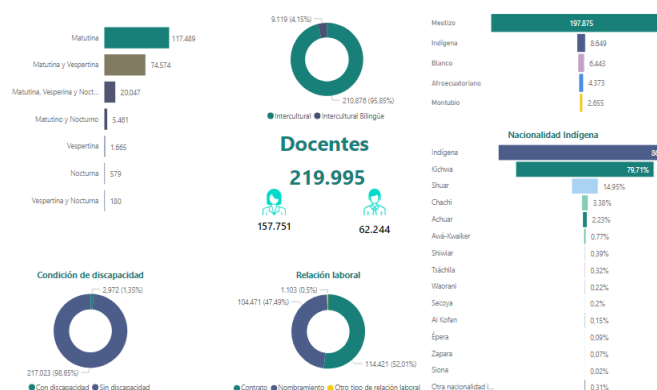 Matutina 117.489
Matutina y Vespertina 74.574
Matutina. Vesperina y Noct... 20.047
Matutino y Nocturno 5.461
Vespertina 1.665
Nocturna 579
Vespertina y Nocturna 180
9.119 (4,15%)
210.876 (95,85%)
Intercultural Intercultural Bilingüe
Docentes
219.995
157.751 62.244
Mestizo 197.875
Indígena 8.649
Blanco 6.443
Afroecuatoriano 4.373
Montubio 2.655
Nacionalidad Indígena
Indígena 86
Kichwa 79,71%
Shuar 14,95%
Chachi 3,38%
Achuar 2,23%
Awá-Kwaiker 0,77%
Shiwiar 0,39%
Tsáchila 0,32%
Waorani 0,22%
Secoya 0,2%
Ai Kofan 0,15%
Épera 0,09%
Zapara 0,07%
Siona 0,02%
Otra nacionalidad i... 0,31%
Condición de discapacidad
2.972 (1,35%)
217.023 (98,65%)
Con discapacidad Sin discapacidad
Relación laboral
1.103 (0,5%)
104.471 (47,49%)
114.421 (52,01%)
Contrato Nombramiento Otro tipo de relación laboral